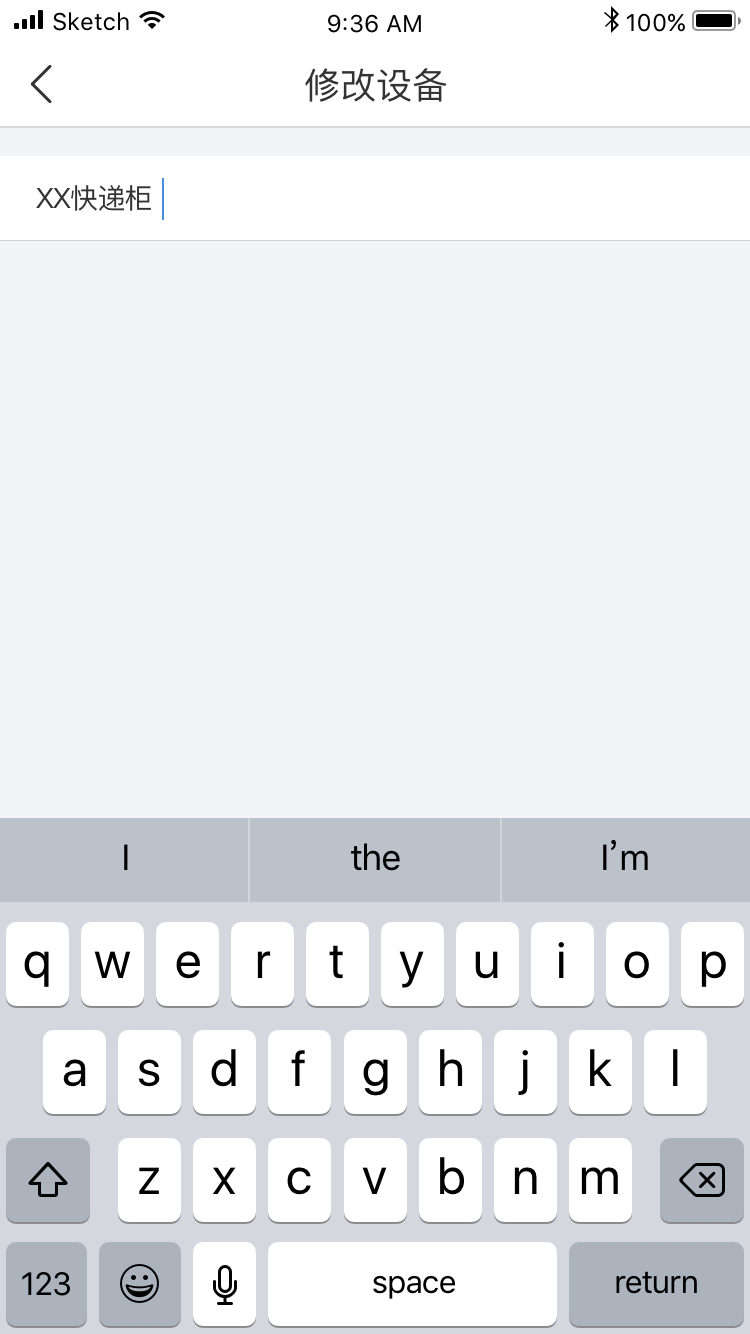 Sketch 9:36 AM 100%
修改设备
XX快递柜
I the I’m
q w e r t y u i o p
a s d f g h j k l
z x c v b n m
123 space return